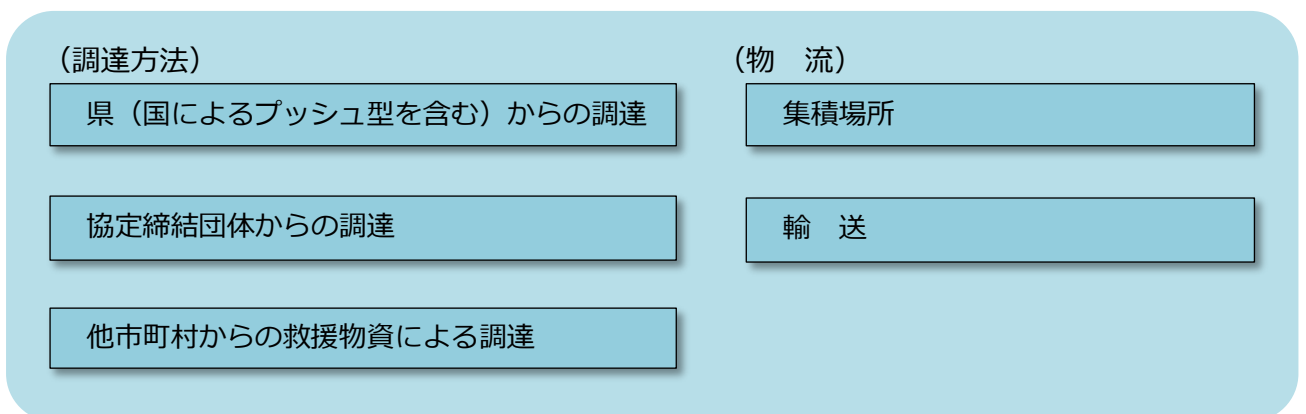 （調達方法）
県（国によるプッシュ型を含む）からの調達
協定締結団体からの調達
他市町村からの救援物資による調達
（物　流）
集積場所
輸　送